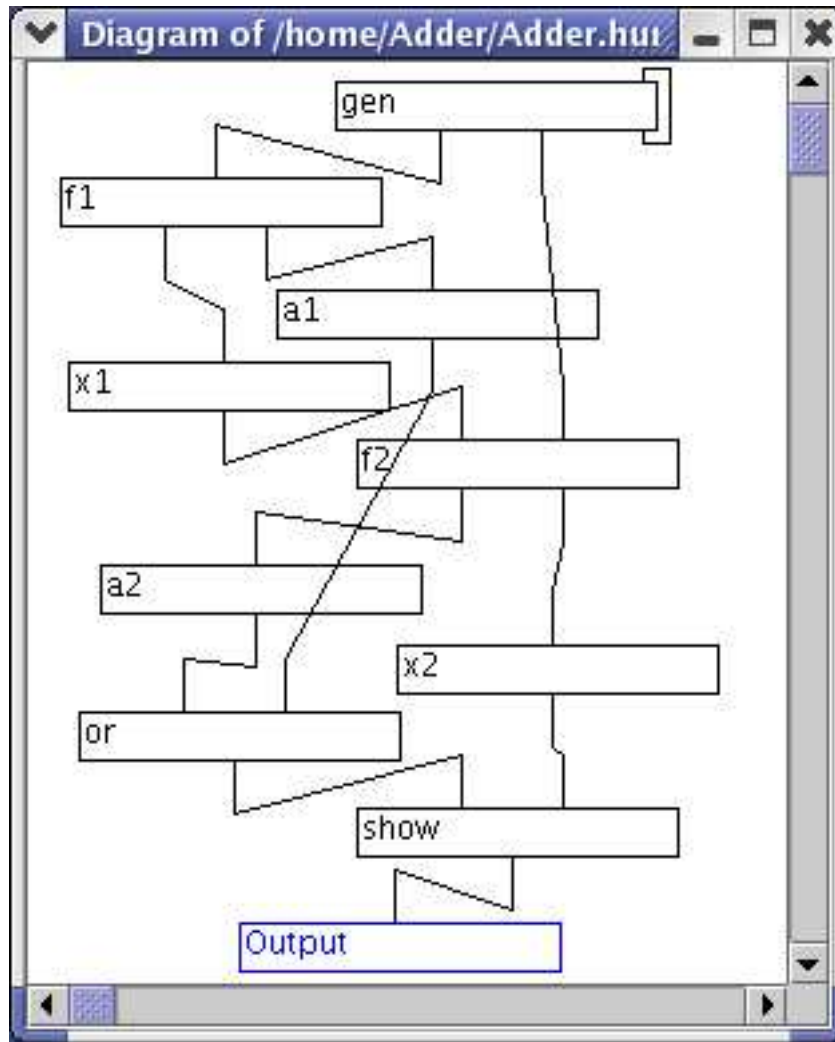 Diagram of /home/Adder/Adder.hu
gen
f1
a1
x1
f2
a2
x2
or
show
Output